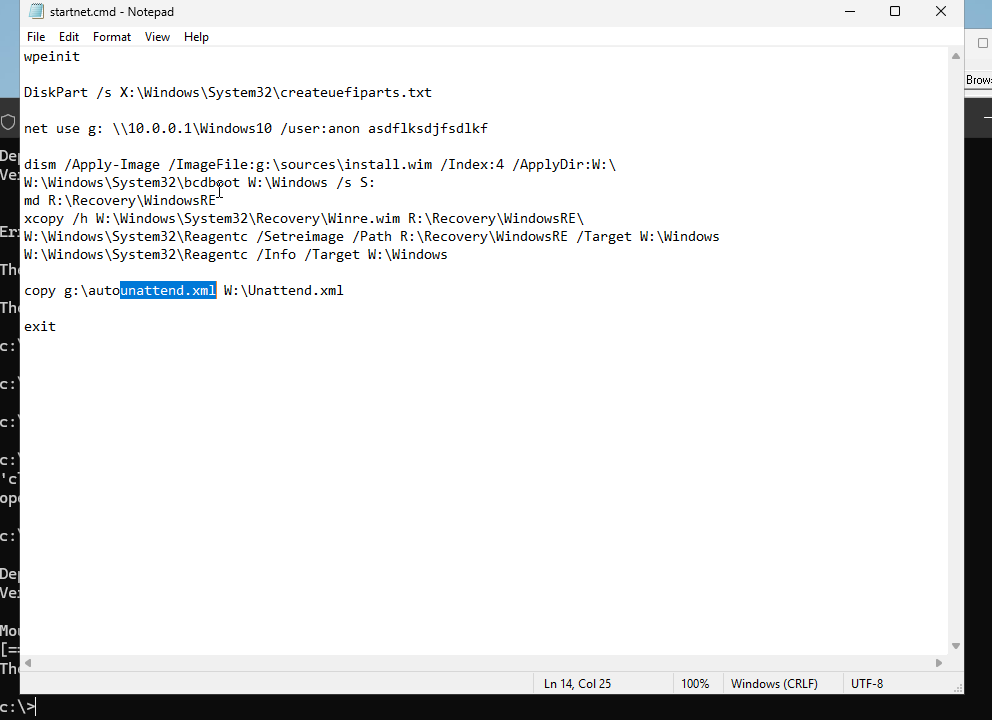 startnet.cmd - Notepad
File Edit Format View Help
wpeinit
DiskPart /s X:\Windows\System32\createuefiparts.txt
net use g: \\10.0.0.1\Windows10 /user:anon asdflksdjfsdlkf
dism /Apply-Image /ImageFile:g:\sources\install.wim /Index:4 /ApplyDir:W:\
W:\Windows\System32\bcdboot W:\Windows /s S:
md R:\Recovery\WindowsRE
xcopy /h W:\Windows\System32\Recovery\Winre.wim R:\Recovery\WindowsRE\
W:\Windows\System32\Reagentc /Setreimage /Path R:\Recovery\WindowsRE /Target W:\Windows
W:\Windows\System32\Reagentc /Info /Target W:\Windows
copy g:\autounattend.xml W:\Unattend.xml
exit
Ln 14, Col 25 100% Windows (CRLF) UTF-8
Brows
Dep
Err
The
The
c:\
c:\
c:\
c:\
'cl
ope
c:\
Dep
Mou
[==
The
c:\>